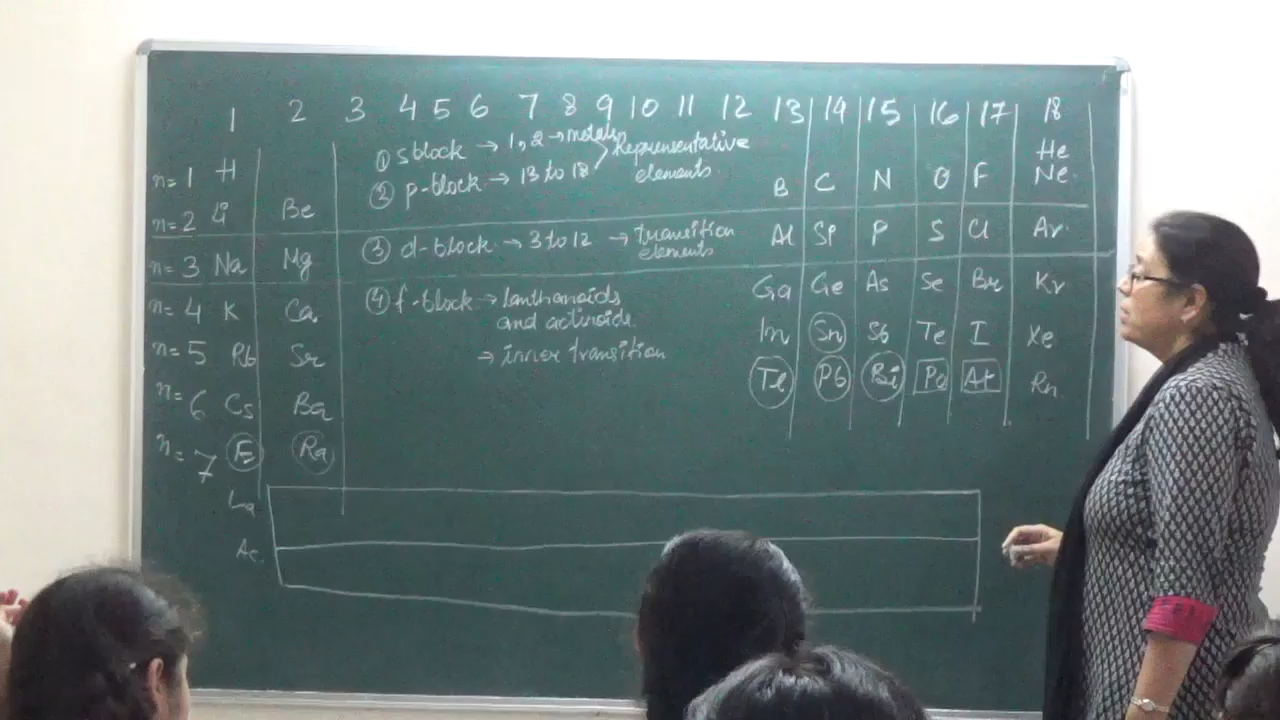 1 2 3 4 5 6 7 8 9 10 11 12 13 14 15 16 17 18
① s block → 1, 2 → metals
② p-block → 13 to 18
Representative
elements
He
n=1 H
B C N O F Ne
n=2 Li Be
③ d-block → 3 to 12 → transition
elements
Al Si P S Cl Ar
n=3 Na Mg
④ f-block → lanthanoids
and actinoids
→ inner transition
Ga Ge As Se Br Kr
n=4 K Ca
In Sn Sb Te I Xe
n=5 Rb Sr
Tl Pb Bi Po At Rn
n=6 Cs Ba
n=7 Ra
La
Ac